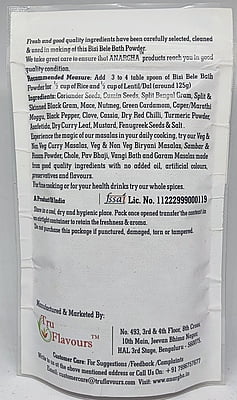 Fresh and good quality ingredients have been carefully selected, cleaned
& used in making of this Bisi Bele Bath Powder.
We take great care to ensure that ANARGHA products reach you in good
quality condition.
Recommended Measure: Add 3 to 4 table spoon of Bisi Bele Bath
Powder for ½ cup of Rice and ½ cup of Lentil/Dal (around 125g)
Ingredients: Coriander Seeds, Cumin Seeds, Split Bengal Gram, Split &
Skinned Black Gram, Mace, Nutmeg, Green Cardamom, Caper/Marathi
Moggu, Black Pepper, Clove, Cassia, Dry Red Chilli, Turmeric Powder,
Asafetida, Dry Curry Leaf, Mustard, Fenugreek Seeds & Salt.
Experience the magic of our masalas in your daily cooking, try our Veg &
Non Veg Curry Masalas, Veg & Non Veg Biryani Masalas, Sambar &
Rasam Powder, Chole, Pav Bhaji, Vangi Bath and Garam Masalas made
from good quality ingredients with no added oil, artificial colours,
preservatives and flavours.
For tea cooking or for your health drinks try our whole spices.
A Product of India
fssai Lic. No. 11222999000119
Store in a cool, dry and hygienic place. Pack once opened transfer the content in
an airtight container to retain the freshness & aroma.
Do not purchase this package if punctured, damaged, torn or tampered.
Manufactured & Marketed By:
Tru
Flavours™
No. 493, 3rd & 4th Floor, 8th Cross,
10th Main, Jeevan Bhima Nagar,
HAL 3rd Stage, Bengaluru - 560075.
Customer Care: For Suggestions /Feedback /Complaints
Write to us at the above mentioned address or Call Us On: + 91
Email: customercare@truflavours.com Visit: www.anargha.in